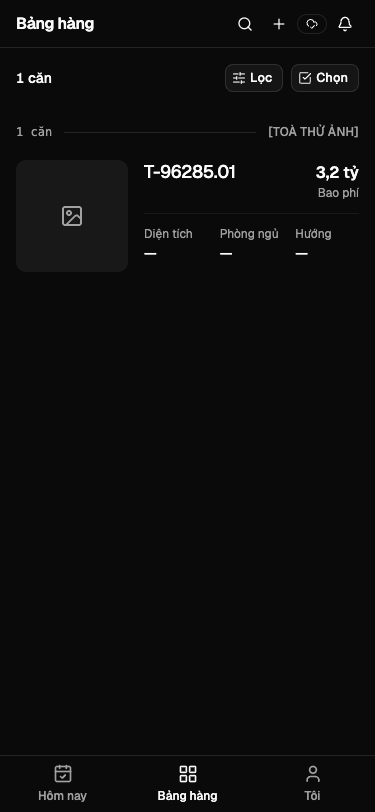 Bảng hàng
1 căn
Lọc
Chọn
1 căn
[TOÀ THỬ ẢNH]
T-96285.01
3,2 tỷ
Bao phí
Diện tích
Phòng ngủ
Hướng
—
—
—
Hôm nay
Bảng hàng
Tôi